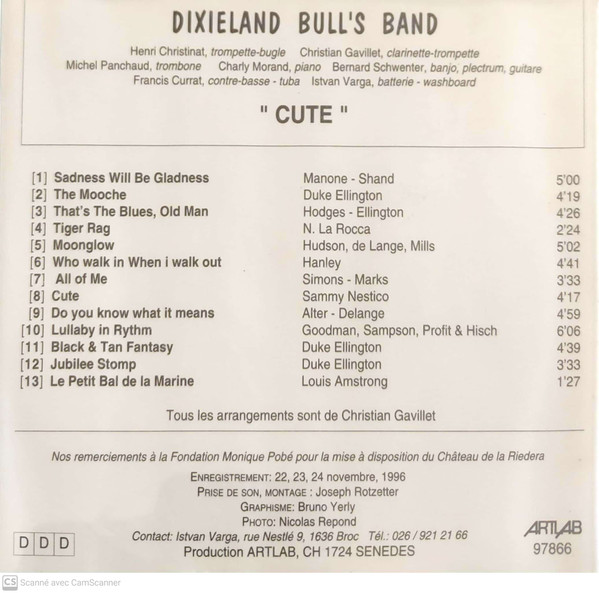 DIXIELAND BULL'S BAND
Henri Christinat, trompette-bugle Christian Gavillet, clarinette-trompette
Michel Panchaud, trombone Charly Morand, piano Bernard Schwenter, banjo, plectrum, guitare
Francis Currat, contre-basse - tuba Istvan Varga, batterie - washboard
" CUTE "
[1] Sadness Will Be Gladness Manone - Shand 5'00
[2] The Mooche Duke Ellington 4'19
[3] That's The Blues, Old Man Hodges - Ellington 4'26
[4] Tiger Rag N. La Rocca 2'24
[5] Moonglow Hudson, de Lange, Mills 5'02
[6] Who walk in When i walk out Hanley 4'41
[7] All of Me Simons - Marks 3'33
[8] Cute Sammy Nestico 4'17
[9] Do you know what it means Alter - Delange 4'59
[10] Lullaby in Rythm Goodman, Sampson, Profit & Hisch 6'06
[11] Black & Tan Fantasy Duke Ellington 4'39
[12] Jubilee Stomp Duke Ellington 3'33
[13] Le Petit Bal de la Marine Louis Amstrong 1'27
Tous les arrangements sont de Christian Gavillet
Nos remerciements à la Fondation Monique Pobé pour la mise à disposition du Château de la Riedera
ENREGISTREMENT: 22, 23, 24 novembre, 1996
PRISE DE SON, MONTAGE : Joseph Rotzetter
GRAPHISME: Bruno Yerly
PHOTO: Nicolas Repond
Contact: Istvan Varga, rue Nestlé 9, 1636 Broc Tél.: 026 / 921 21 66
Production ARTLAB, CH 1724 SENEDES
DDD
ARTLAB
97866
CS Scanné avec CamScanner